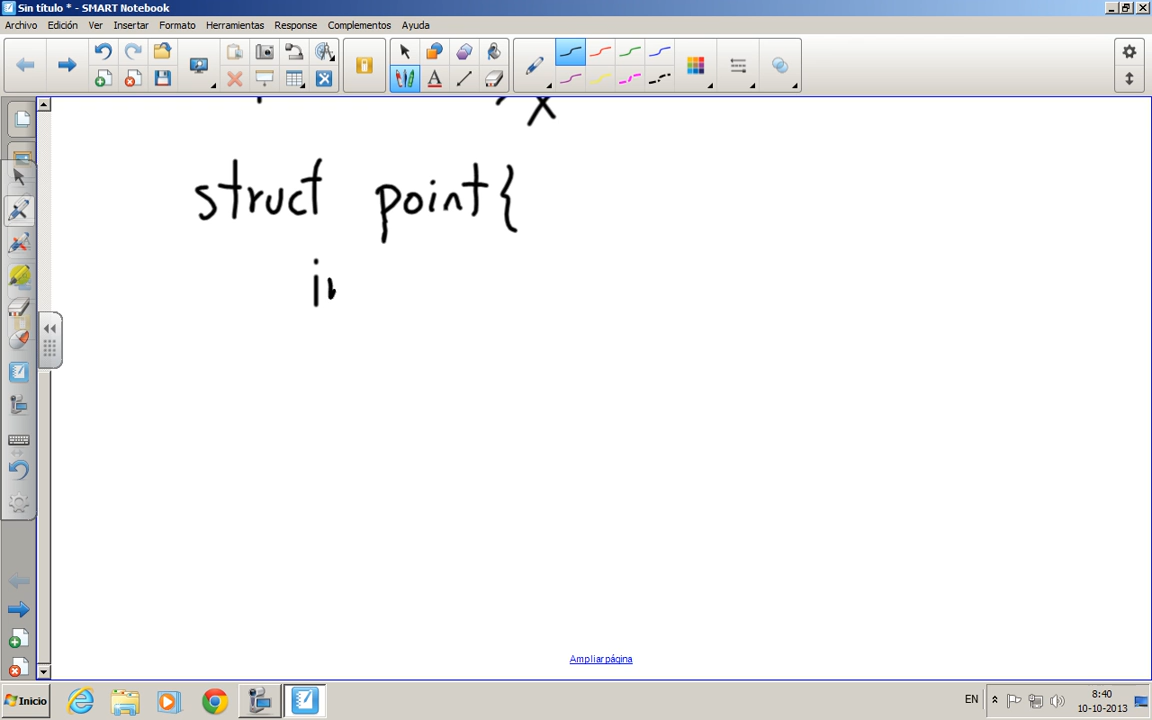 Sin título * - SMART Notebook
Archivo Edición Ver Insertar Formato Herramientas Response Complementos Ayuda
struct point{
Ampliar página
Inicio
EN
8:40
10-10-2013